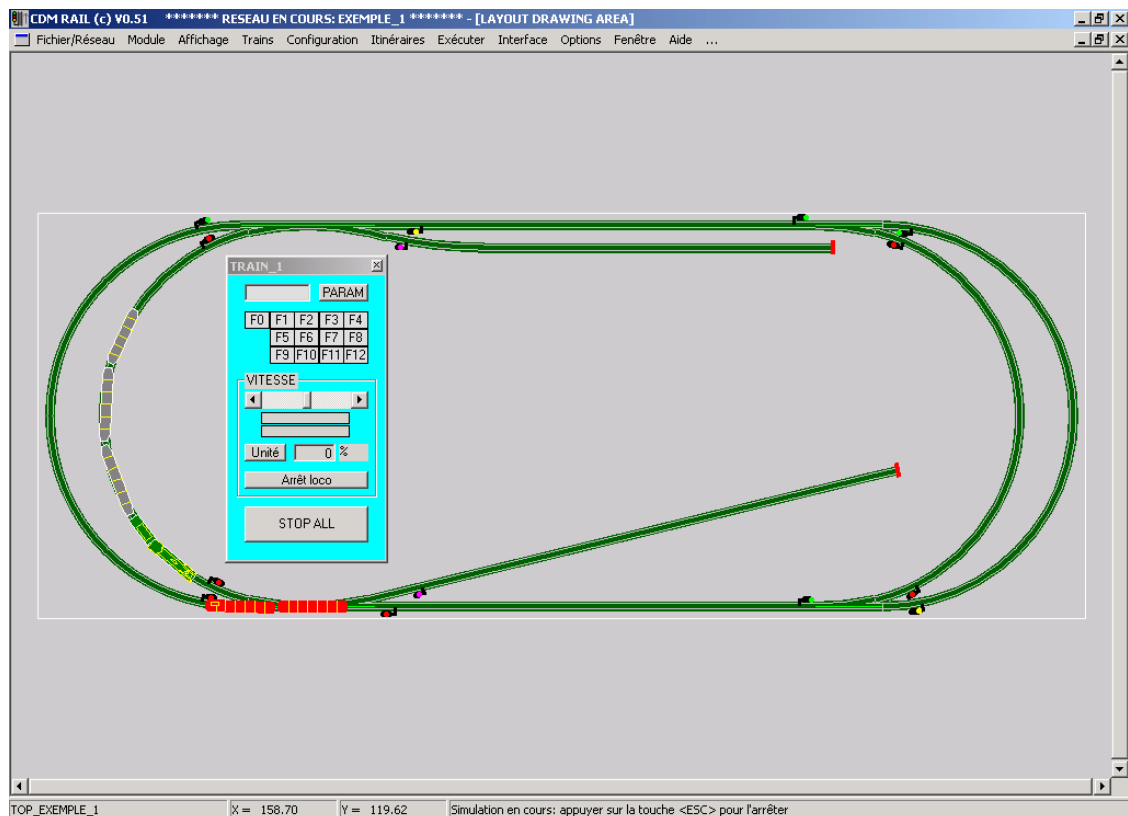 CDM RAIL (c) V0.51 ******* RESEAU EN COURS: EXEMPLE_1 ******* - [LAYOUT DRAWING AREA]
Fichier/Réseau Module Affichage Trains Configuration Itinéraires Exécuter Interface Options Fenêtre Aide ...
TRAIN_1
PARAM
F0 F1 F2 F3 F4
F5 F6 F7 F8
F9 F10 F11 F12
VITESSE
Unité 0 %
Arrêt loco
STOP ALL
TOP_EXEMPLE_1 X = 158.70 Y = 119.62 Simulation en cours: appuyer sur la touche <ESC> pour l'arrêter